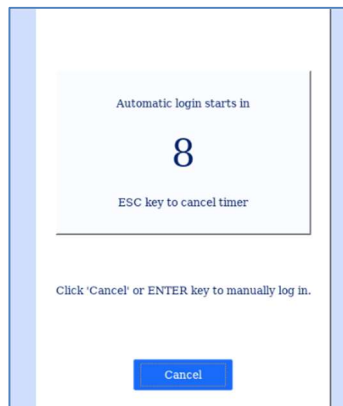 Automatic login starts in
8
ESC key to cancel timer
Click 'Cancel' or ENTER key to manually log in.
Cancel